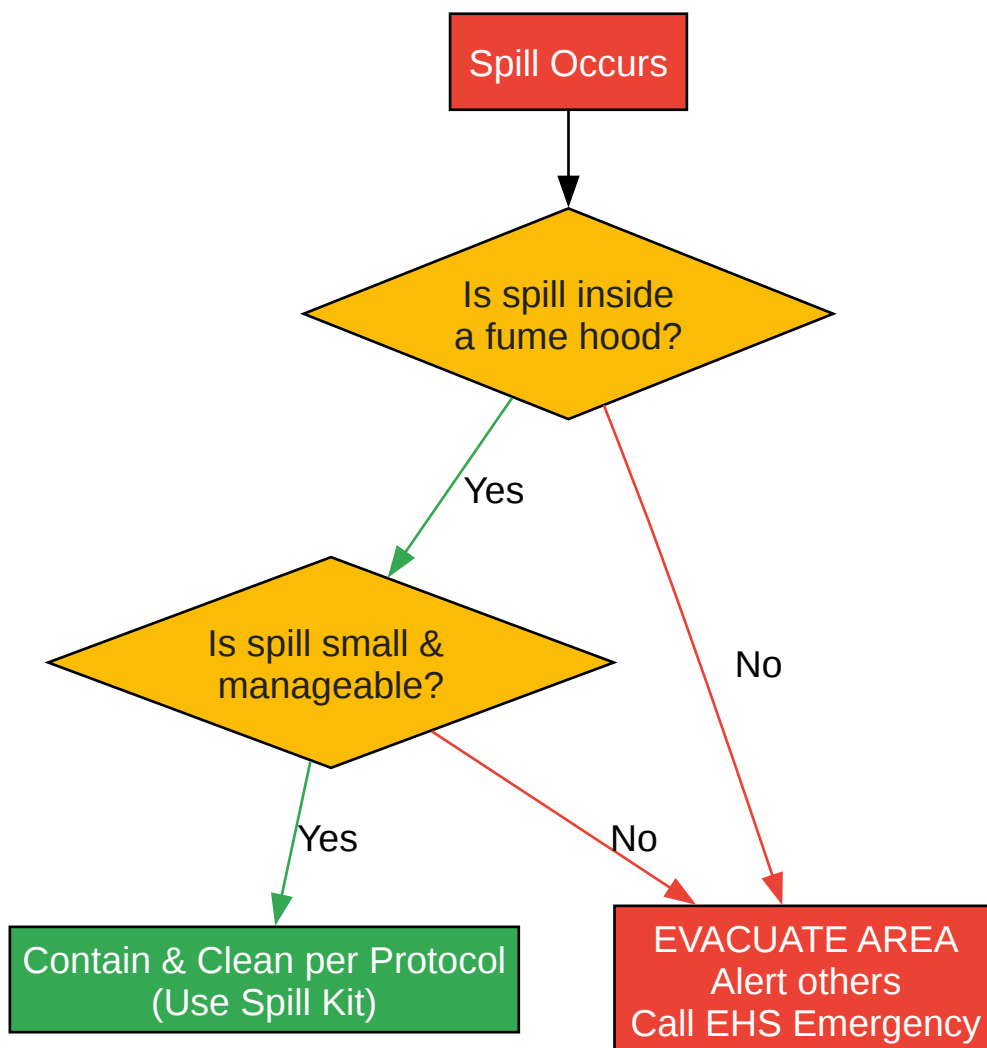 Spill Occurs
Is spill inside
a fume hood?
Yes
No
Is spill small &
manageable?
Yes
No
Contain & Clean per Protocol
(Use Spill Kit)
EVACUATE AREA
Alert others
Call EHS Emergency